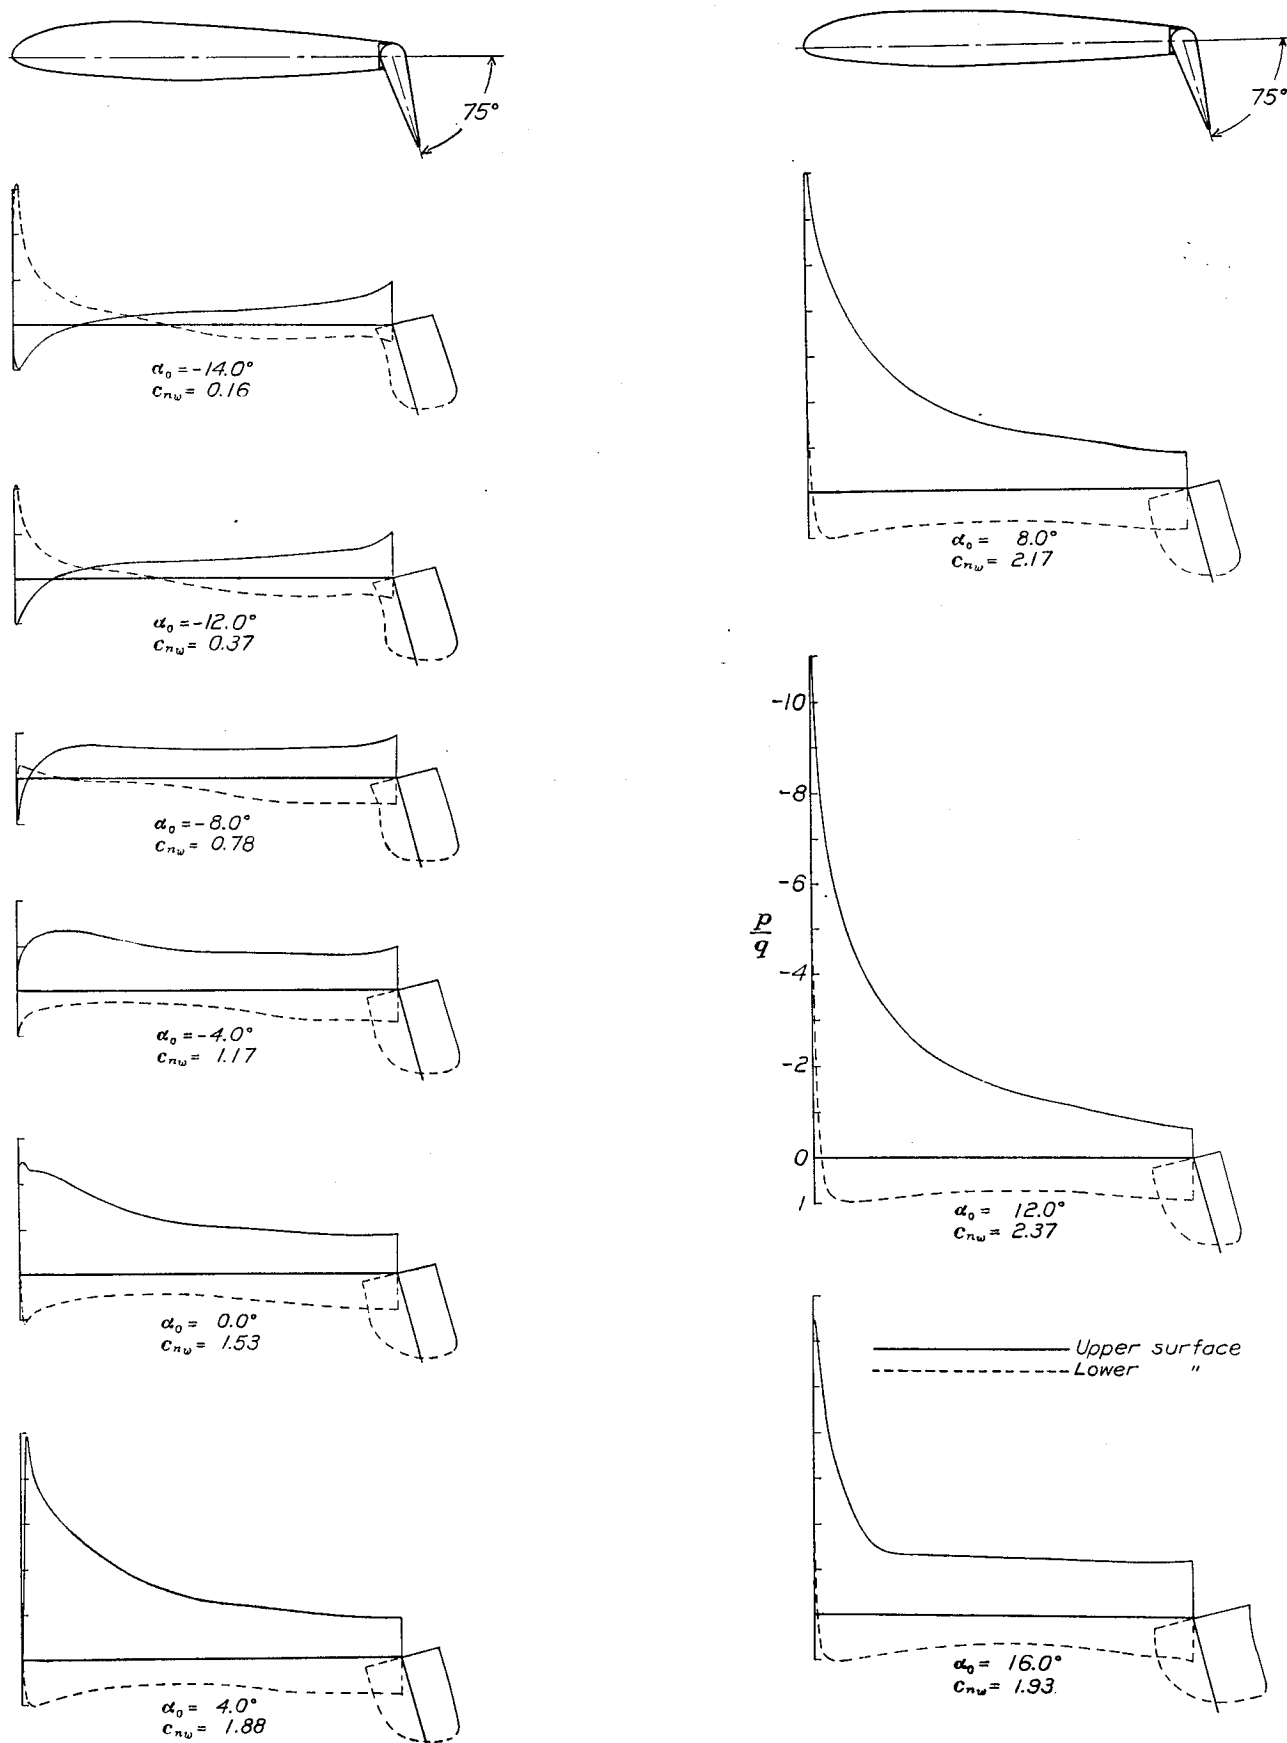 75°
α₀ = -14.0°
cₙw = 0.16
α₀ = -12.0°
cₙw = 0.37
α₀ = -8.0°
cₙw = 0.78
α₀ = -4.0°
cₙw = 1.17
α₀ = 0.0°
cₙw = 1.53
α₀ = 4.0°
cₙw = 1.88
75°
α₀ = 8.0°
cₙw = 2.17
-10
-8
-6
p/q
-4
-2
0
1
α₀ = 12.0°
cₙw = 2.37
Upper surface
Lower "
α₀ = 16.0°
cₙw = 1.93